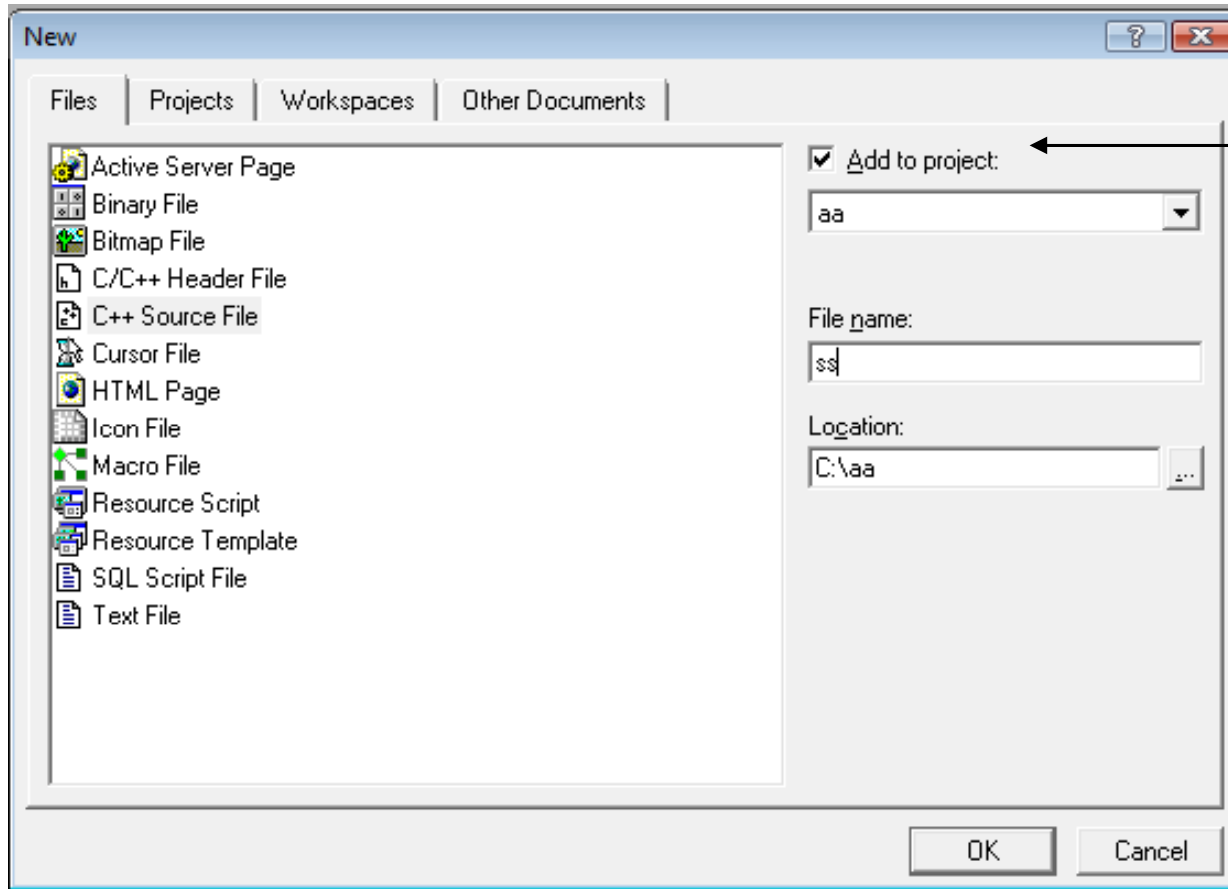 New
Files Projects Workspaces Other Documents
Active Server Page
Binary File
Bitmap File
C/C++ Header File
C++ Source File
Cursor File
HTML Page
Icon File
Macro File
Resource Script
Resource Template
SQL Script File
Text File
Add to project:
aa
File name:
ss
Location:
C:\aa
...
OK Cancel